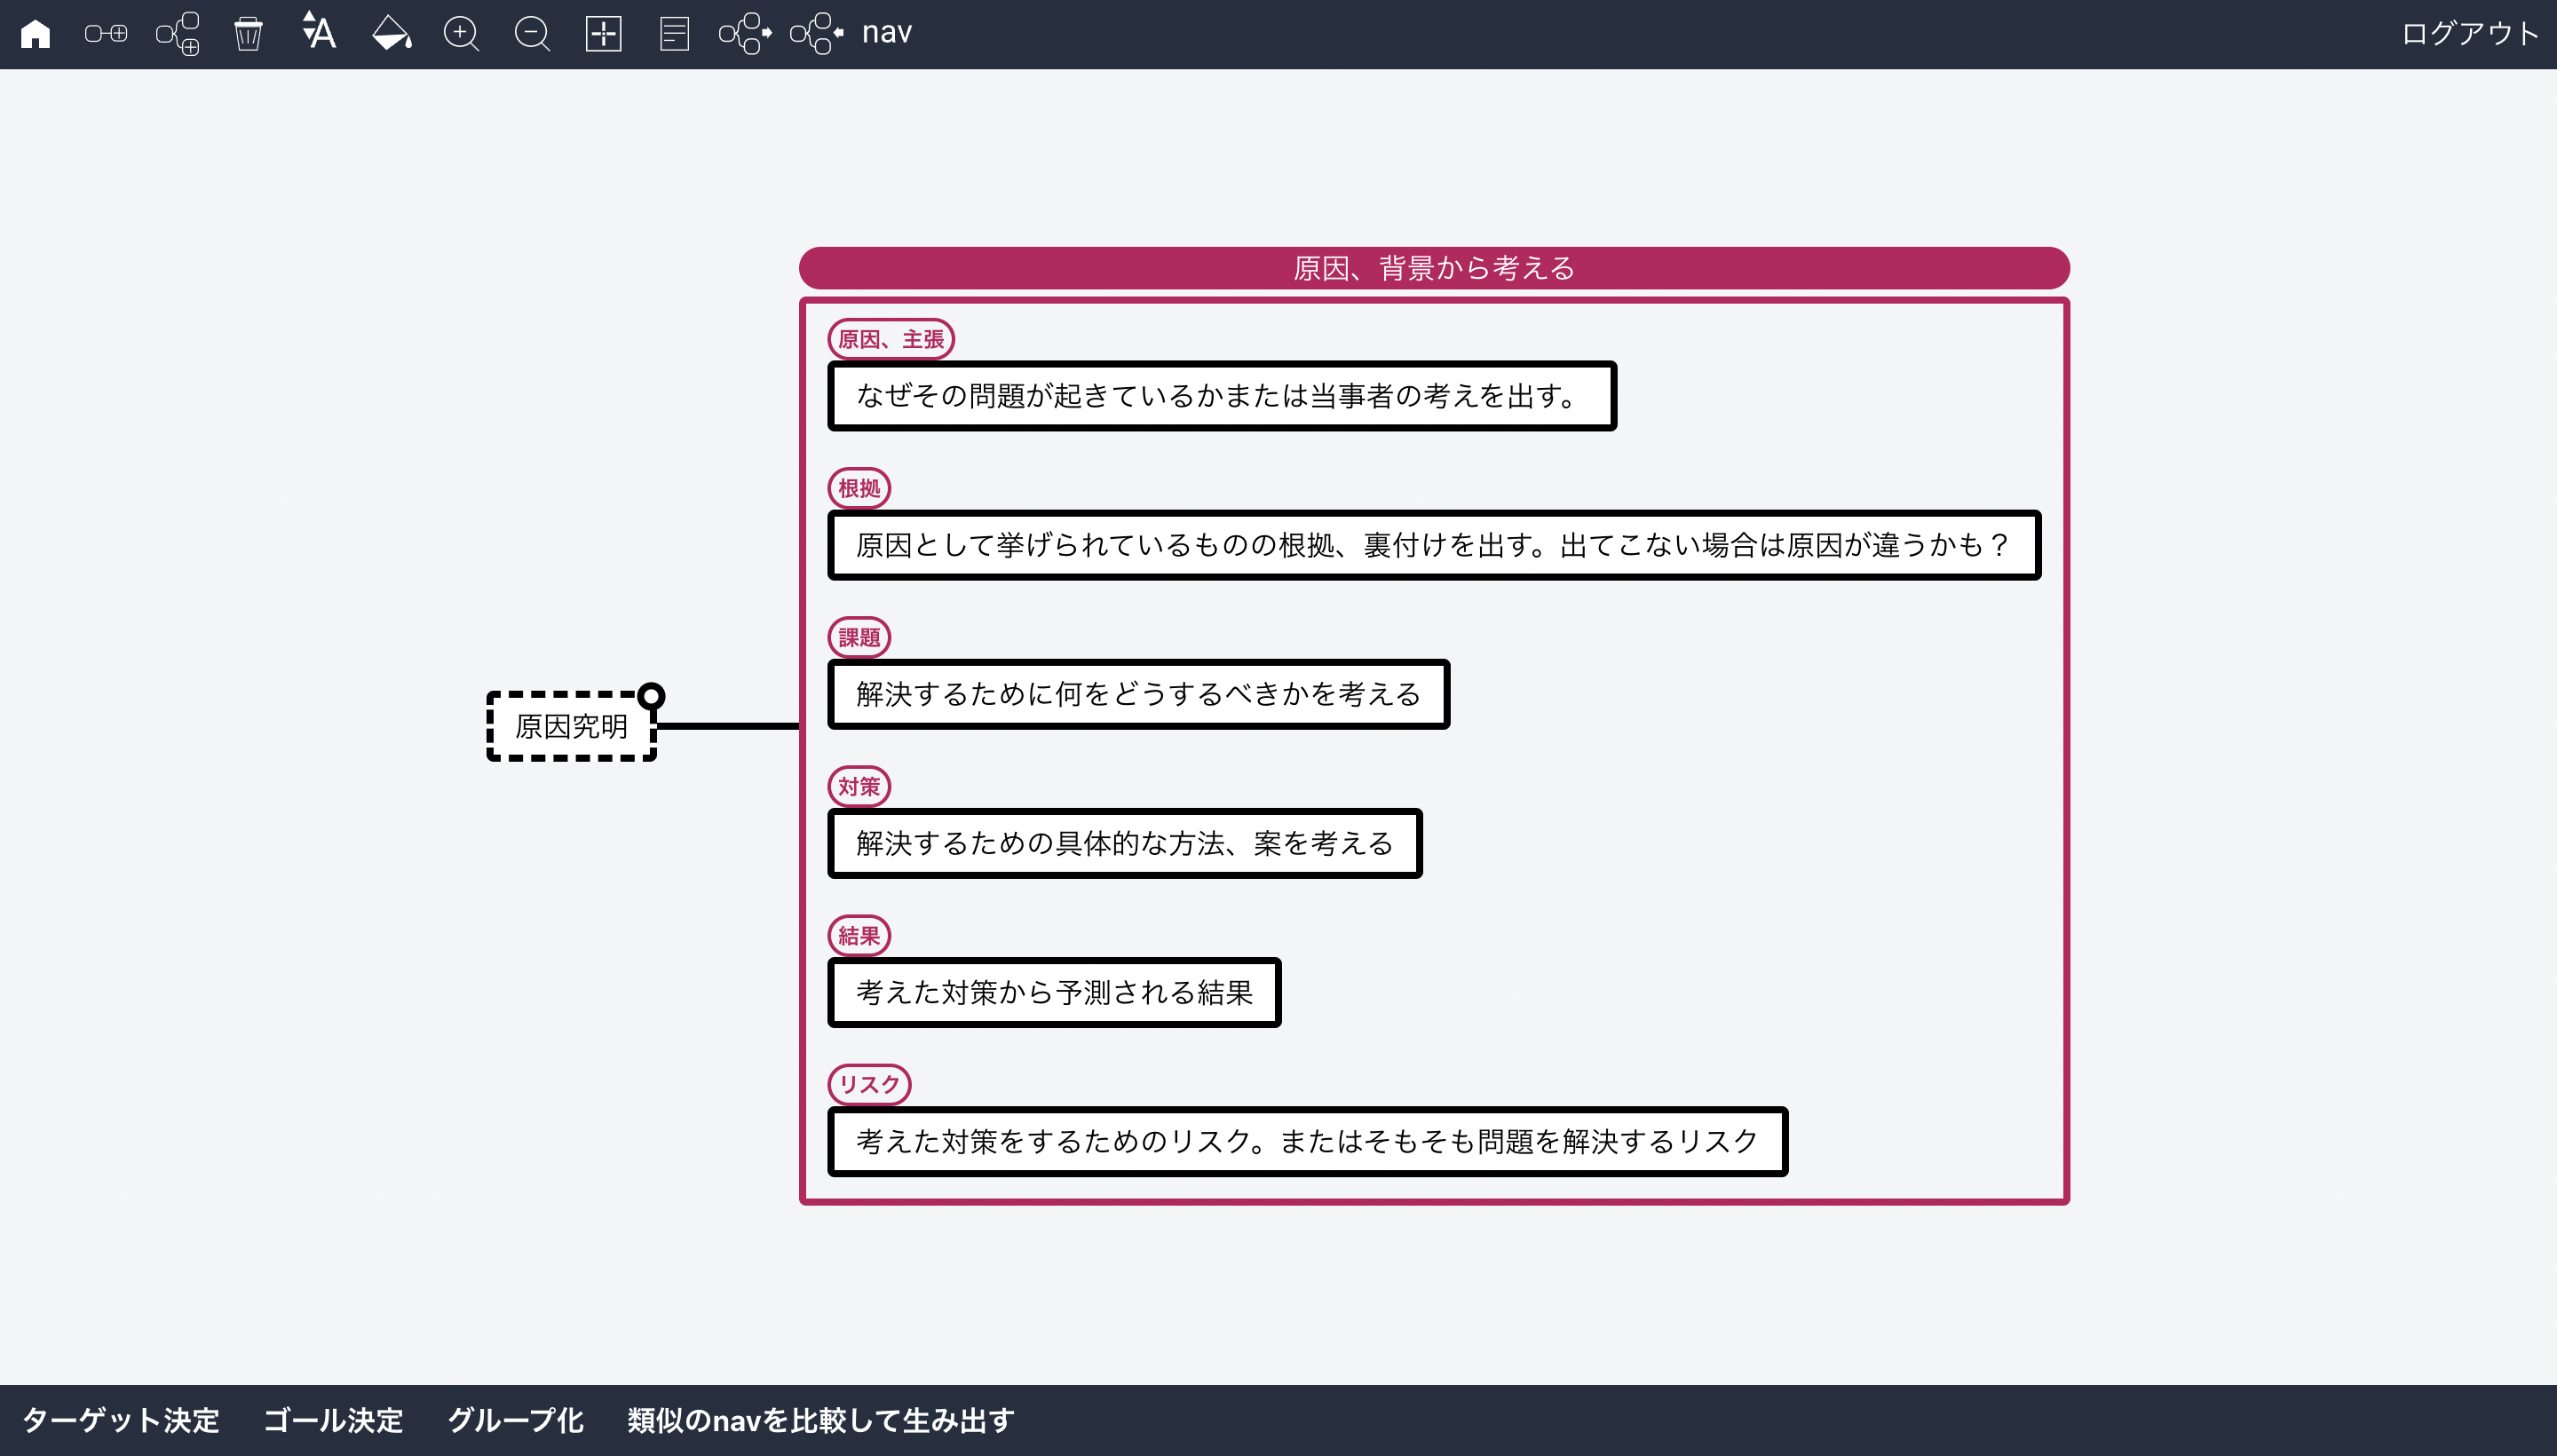 nav
ログアウト
原因、背景から考える
原因、主張
なぜその問題が起きているかまたは当事者の考えを出す。
根拠
原因として挙げられているものの根拠、裏付けを出す。出てこない場合は原因が違うかも？
課題
解決するために何をどうするべきかを考える
原因究明
対策
解決するための具体的な方法、案を考える
結果
考えた対策から予測される結果
リスク
考えた対策をするためのリスク。またはそもそも問題を解決するリスク
ターゲット決定 ゴール決定 グループ化 類似のnavを比較して生み出す